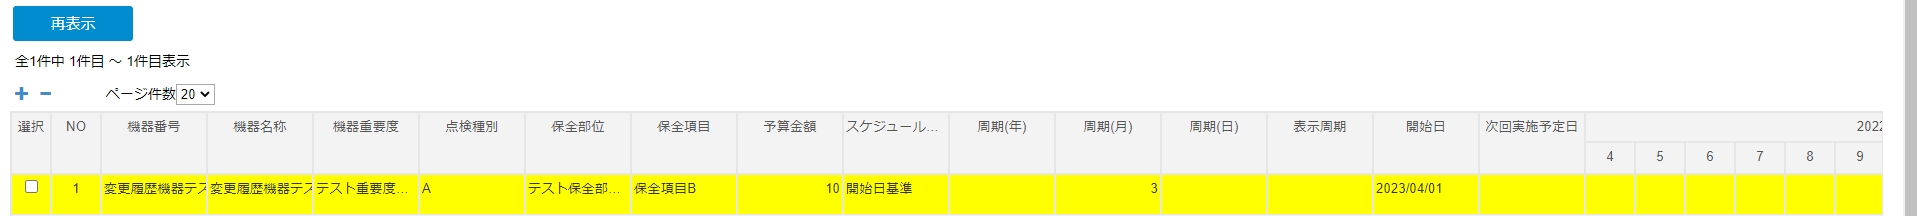 再表示
全1件中 1件目 ～ 1件目表示
ページ件数 20
選択 NO 機器番号 機器名称 機器重要度 点検種別 保全部位 保全項目 予算金額 スケジュール... 周期(年) 周期(月) 周期(日) 表示周期 開始日 次回実施予定日 2022
4 5 6 7 8 9
1 変更履歴機器テス 変更履歴機器テス テスト重要度... A テスト保全部... 保全項目B 10 開始日基準 3 2023/04/01